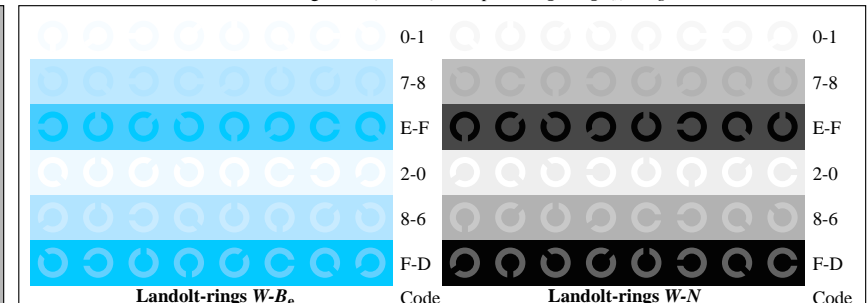 0-1 0-1
7-8 7-8
E-F E-F
2-0 2-0
8-6 8-6
F-D F-D
Landolt-rings W-Be Code Landolt-rings W-N Code